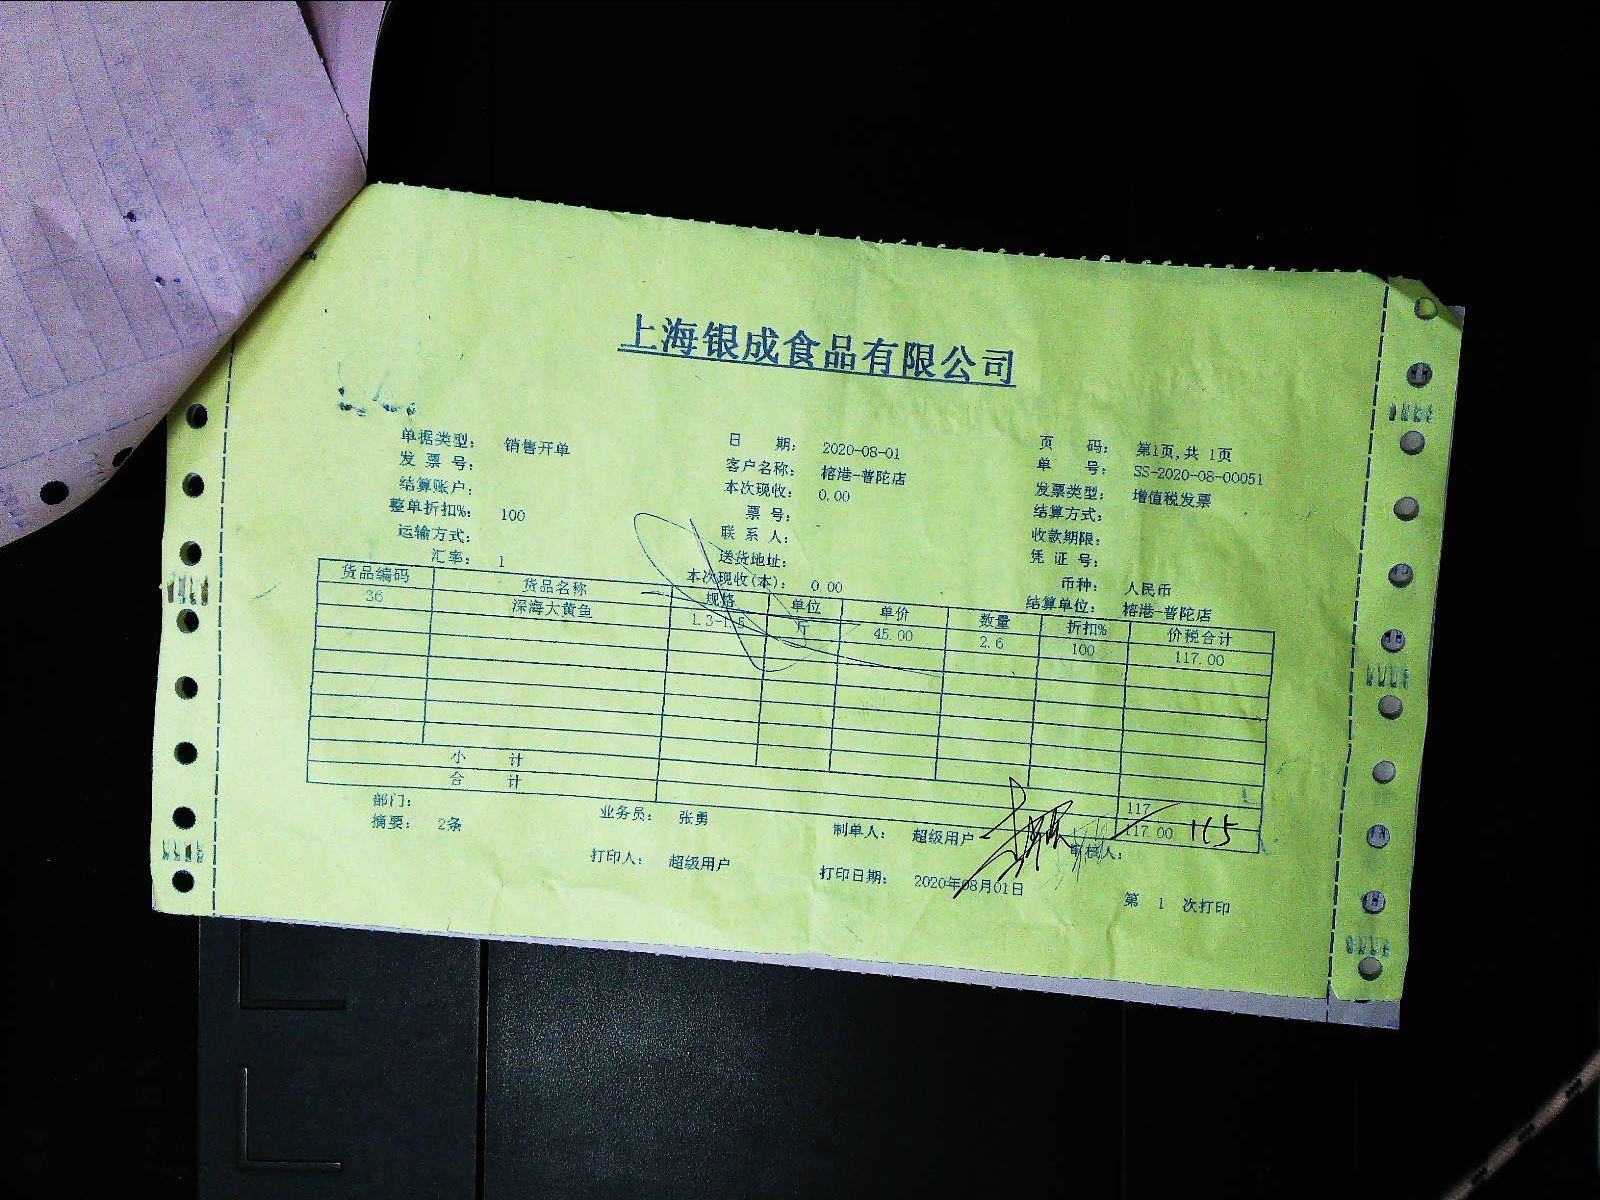 上海银成食品有限公司
单据类型： 销售开单 日 期： 2020-08-01 页 码： 第1页,共 1页
发 票 号： 客户名称： 榕港-普陀店 单 号： SS-2020-08-00051
结算账户： 本次现收： 0.00 发票类型： 增值税发票
整单折扣%： 100 票 号： 结算方式：
运输方式： 联 系 人： 收款期限：
汇率： 1 送货地址： 凭 证 号：
本次现收(本)： 0.00 币种： 人民币
结算单位： 榕港-普陀店
货品编码 货品名称 规格 单位 单价 数量 折扣% 价税合计
36 深海大黄鱼 1.3-1.5 斤 45.00 2.6 100 117.00
小 计 117
合 计 117.00 115
部门： 业务员： 张勇 制单人： 超级用户 审核人：
摘要： 2条 打印人： 超级用户 打印日期： 2020年08月01日 第 1 次打印